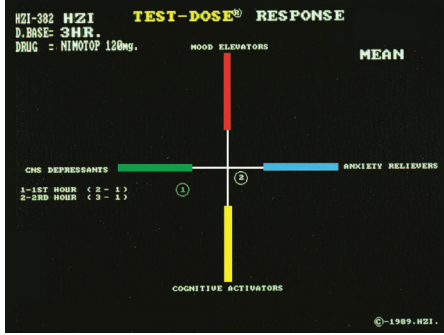 HZI-382 HZI TEST-DOSE® RESPONSE
D.BASE= 3HR.
DRUG = NIMOTOP 120mg.
MOOD ELEVATORS
MEAN
CNS DEPRESSANTS
ANXIETY RELIEVERS
1-1ST HOUR (2 - 1)
2-2RD HOUR (3 - 1)
1
2
COGNITIVE ACTIVATORS
©-1989.HZI.